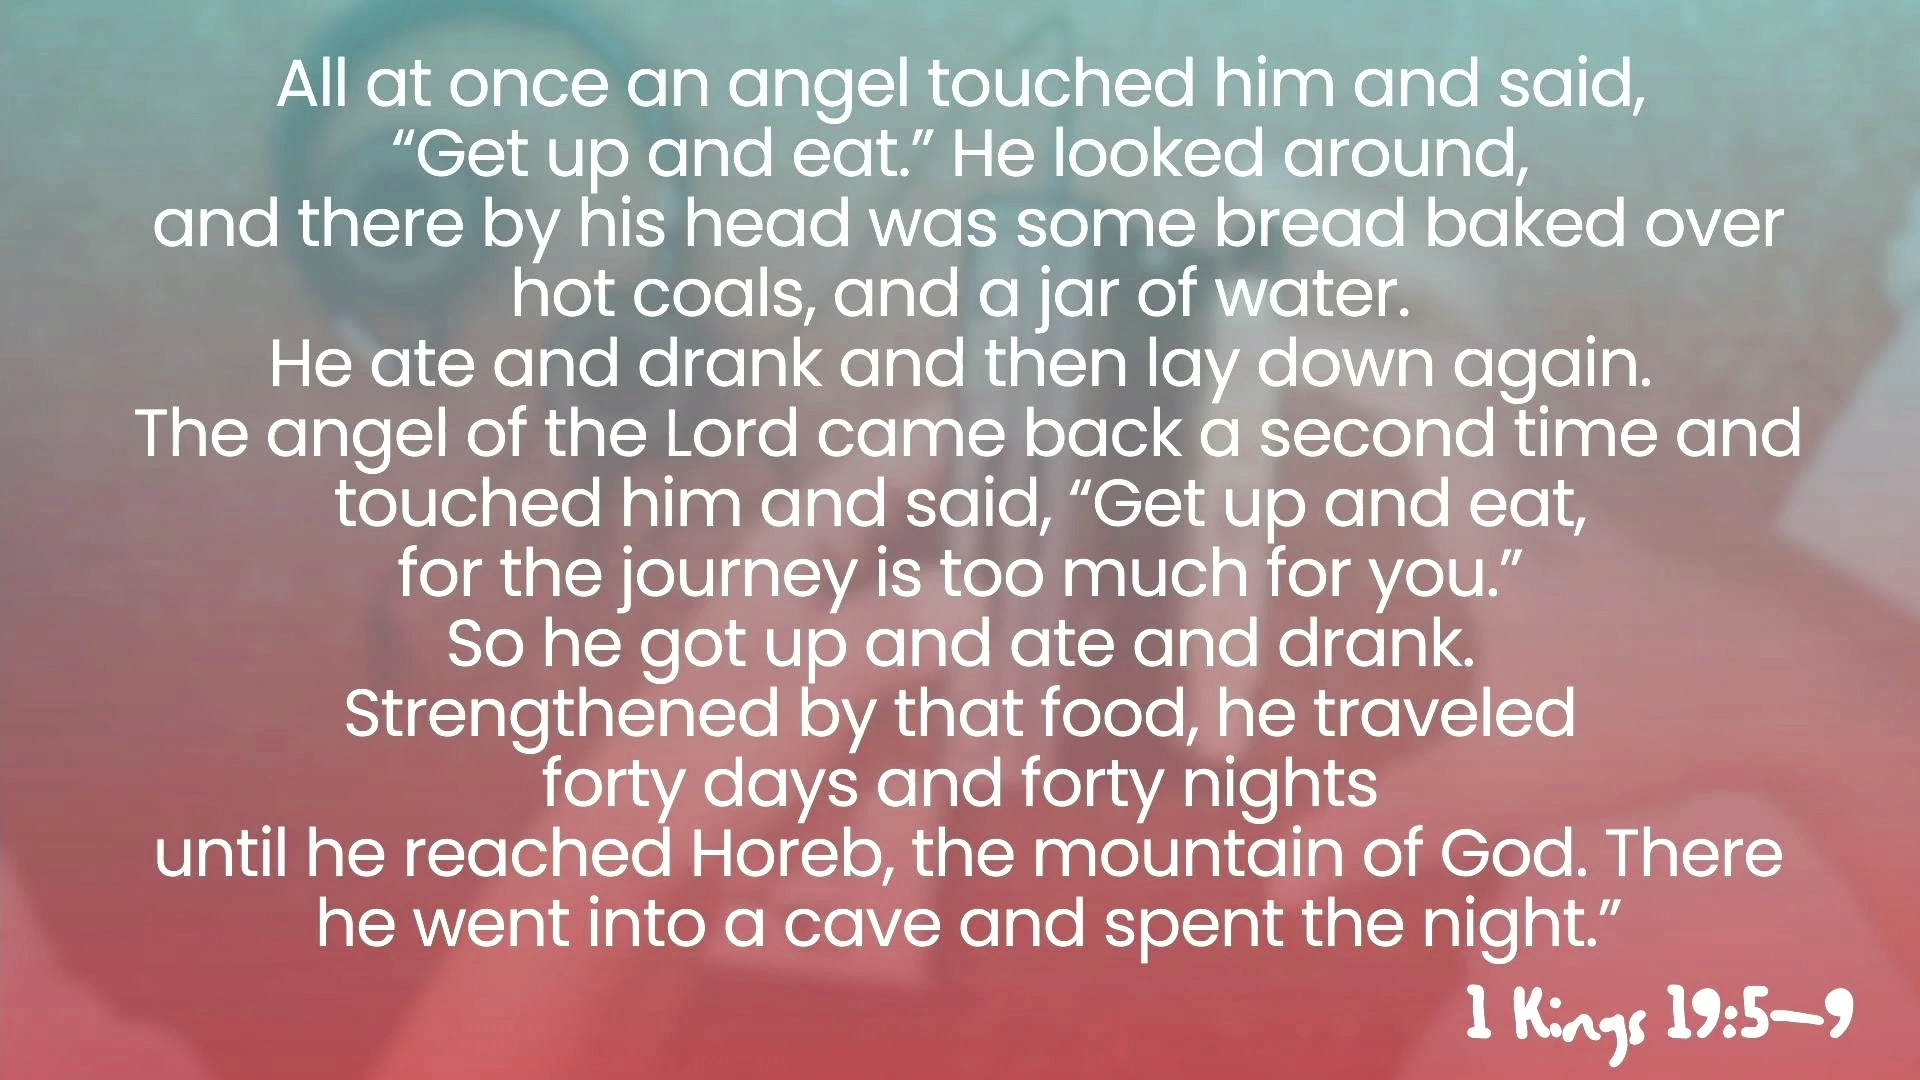 All at once an angel touched him and said,
“Get up and eat.” He looked around,
and there by his head was some bread baked over
hot coals, and a jar of water.
He ate and drank and then lay down again.
The angel of the Lord came back a second time and
touched him and said, “Get up and eat,
for the journey is too much for you.”
So he got up and ate and drank.
Strengthened by that food, he traveled
forty days and forty nights
until he reached Horeb, the mountain of God. There
he went into a cave and spent the night.”
1 Kings 19:5—9